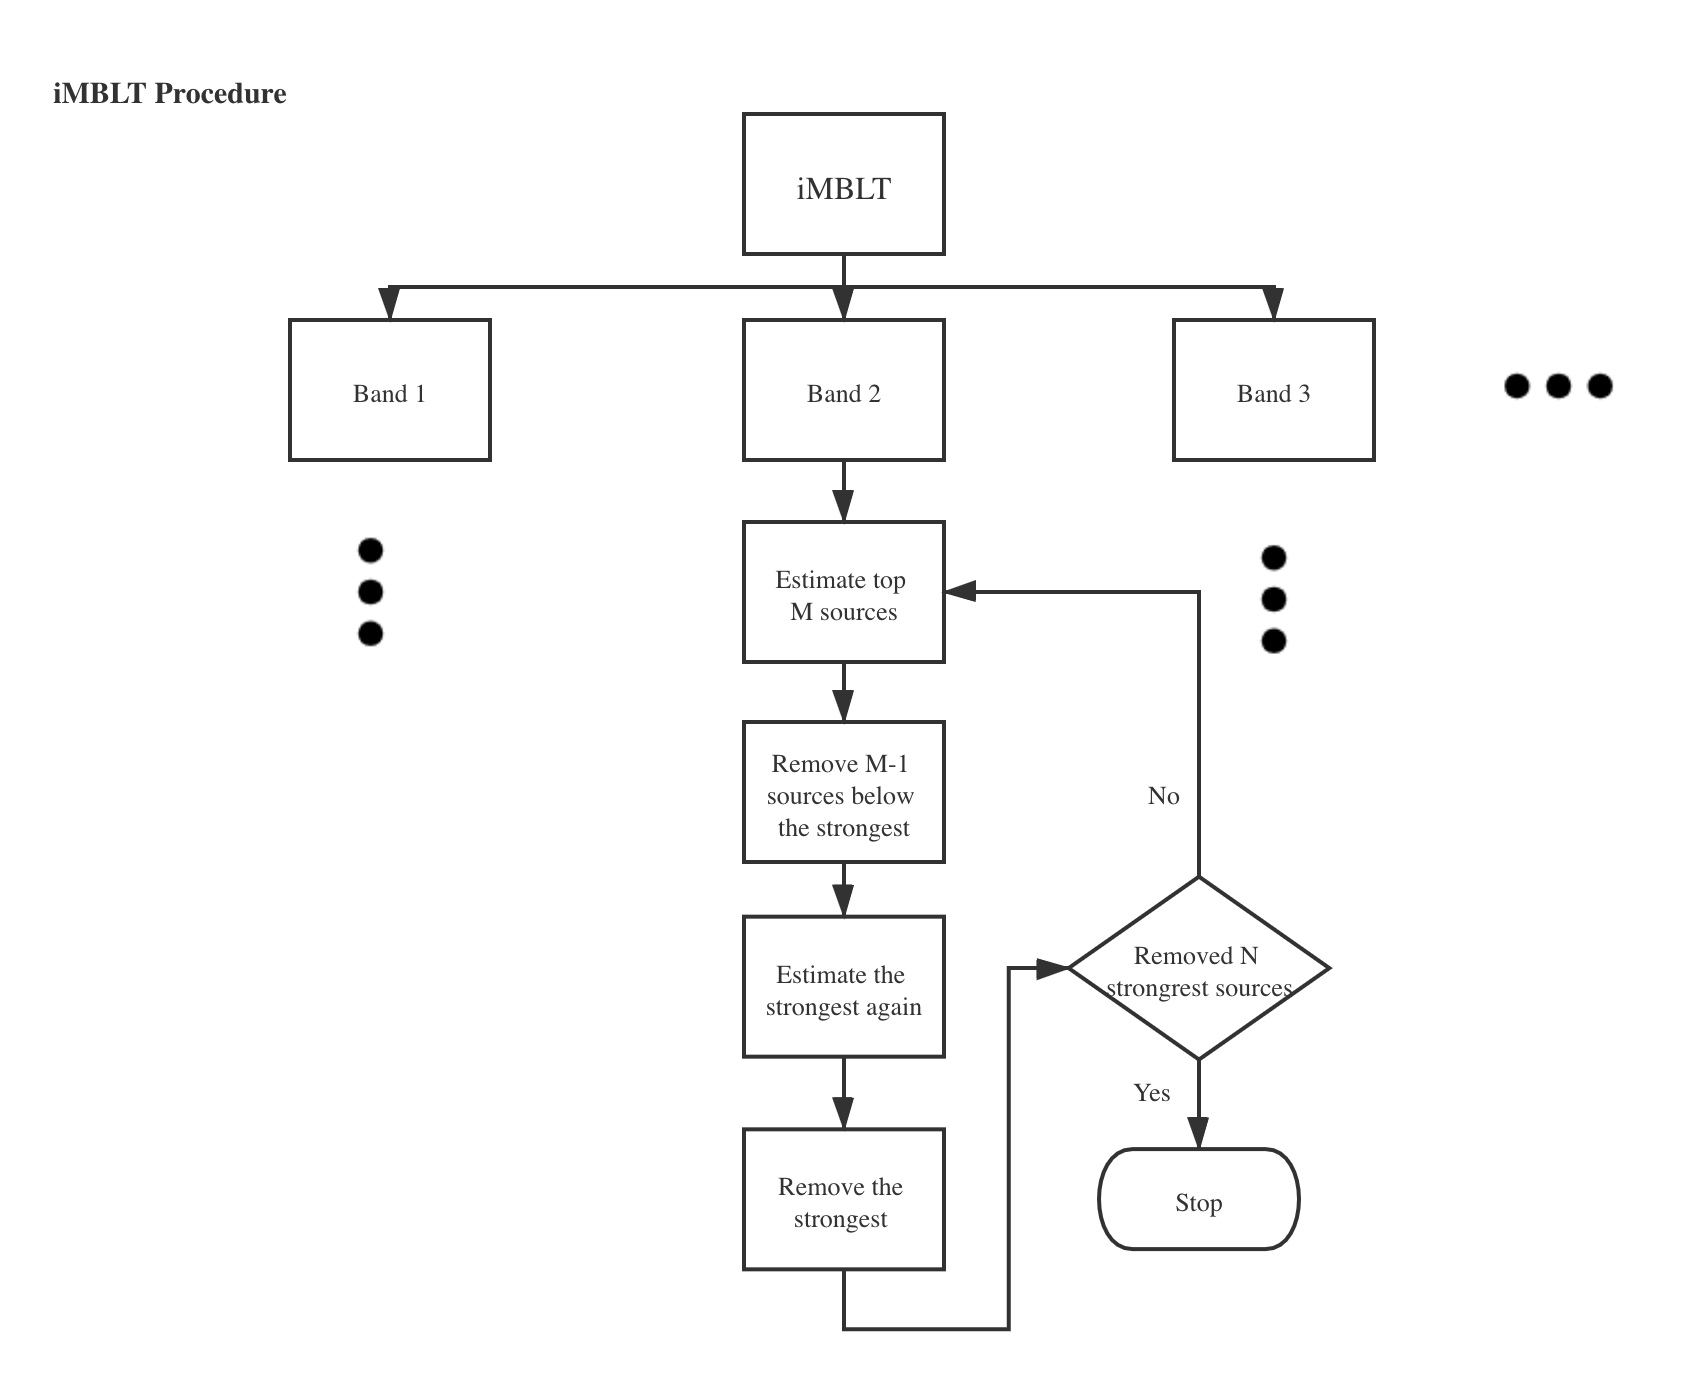 iMBLT Procedure
iMBLT
Band 1
Band 2
Band 3
Estimate top
M sources
Remove M-1
sources below
the strongest
No
Estimate the
strongest again
Removed N
strongrest sources
Yes
Remove the
strongest
Stop